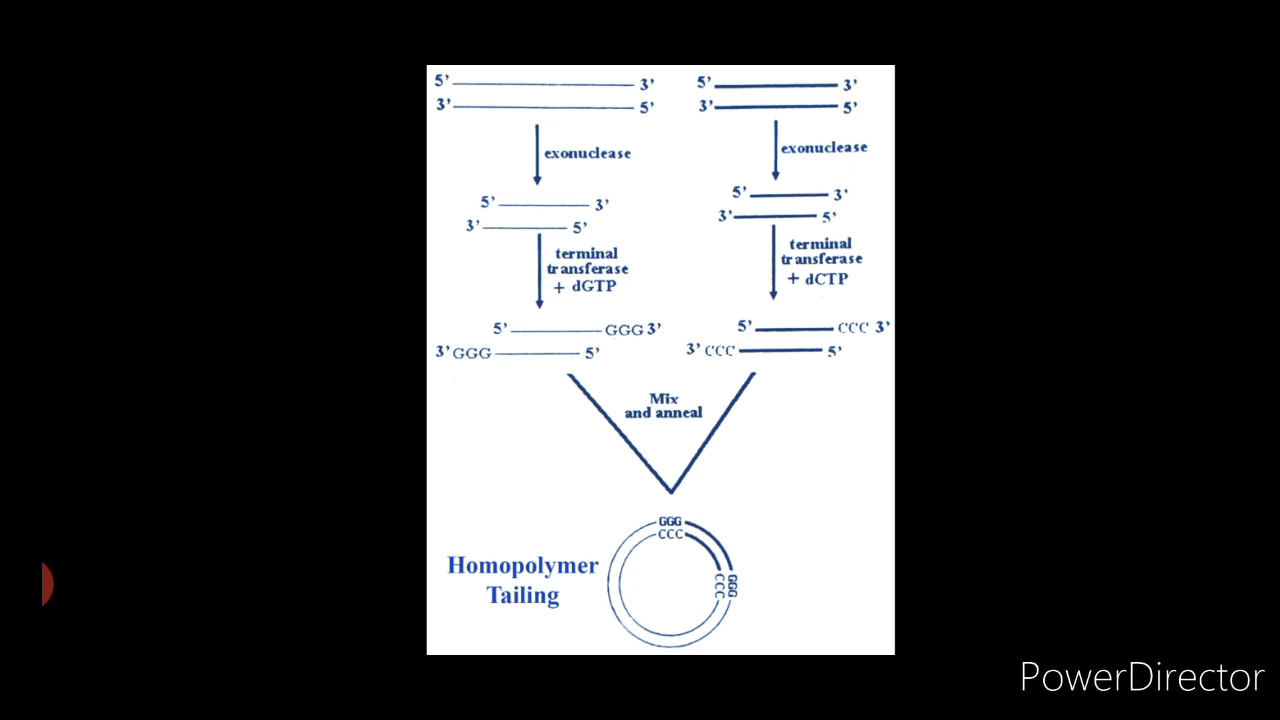 5' 3' 5' 3'
3' 5' 3' 5'
exonuclease exonuclease
5' 3' 5' 3'
3' 5' 3' 5'
terminal terminal
transferase transferase
+ dGTP + dCTP
5' GGG 3' 5' CCC 3'
3' GGG 5' 3' CCC 5'
Mix
and anneal
GGG
CCC
CCC GGG
Homopolymer
Tailing
PowerDirector